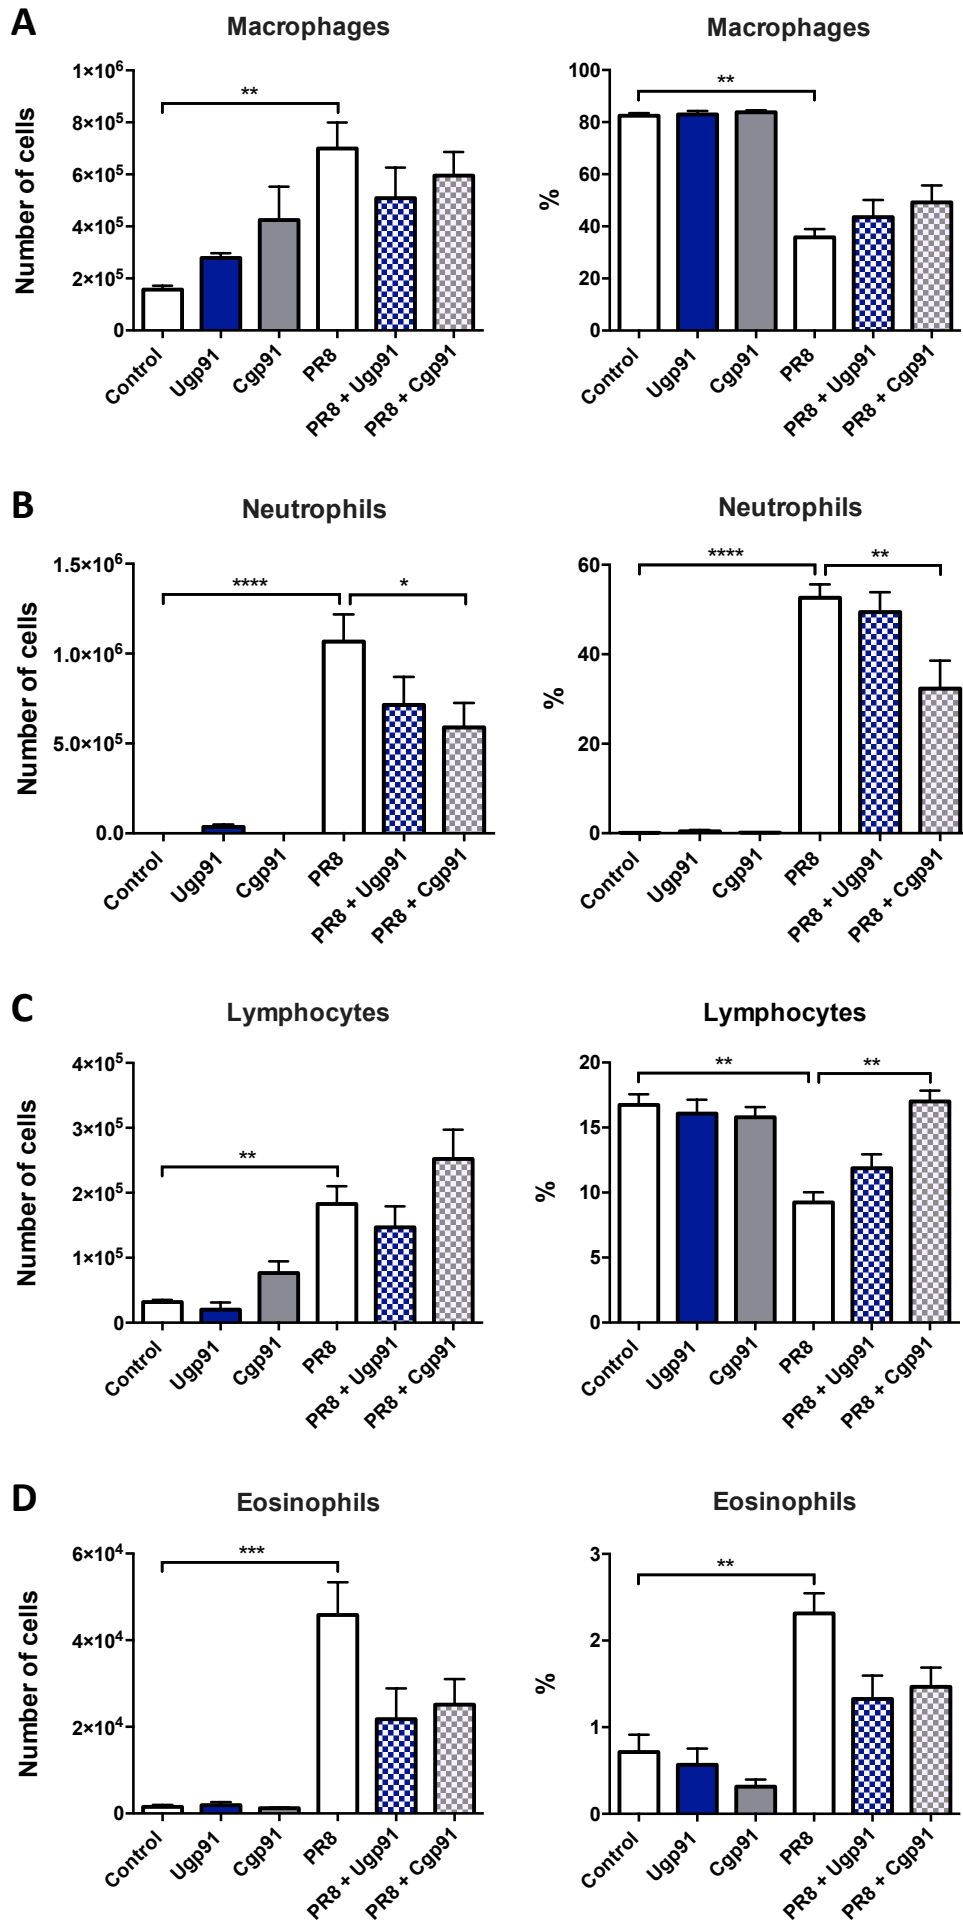 A
Macrophages
Number of cells
1×10⁶
8×10⁵
6×10⁵
4×10⁵
2×10⁵
0
**
Control
Ugp91
Cgp91
PR8
PR8 + Ugp91
PR8 + Cgp91
Macrophages
%
100
80
60
40
20
0
**
Control
Ugp91
Cgp91
PR8
PR8 + Ugp91
PR8 + Cgp91
B
Neutrophils
Number of cells
1.5×10⁶
1.0×10⁶
5.0×10⁵
0.0
****
*
Control
Ugp91
Cgp91
PR8
PR8 + Ugp91
PR8 + Cgp91
Neutrophils
%
60
40
20
0
****
**
Control
Ugp91
Cgp91
PR8
PR8 + Ugp91
PR8 + Cgp91
C
Lymphocytes
Number of cells
4×10⁵
3×10⁵
2×10⁵
1×10⁵
0
**
Control
Ugp91
Cgp91
PR8
PR8 + Ugp91
PR8 + Cgp91
Lymphocytes
%
20
15
10
5
0
**
**
Control
Ugp91
Cgp91
PR8
PR8 + Ugp91
PR8 + Cgp91
D
Eosinophils
Number of cells
6×10⁴
4×10⁴
2×10⁴
0
***
Control
Ugp91
Cgp91
PR8
PR8 + Ugp91
PR8 + Cgp91
Eosinophils
%
3
2
1
0
**
Control
Ugp91
Cgp91
PR8
PR8 + Ugp91
PR8 + Cgp91